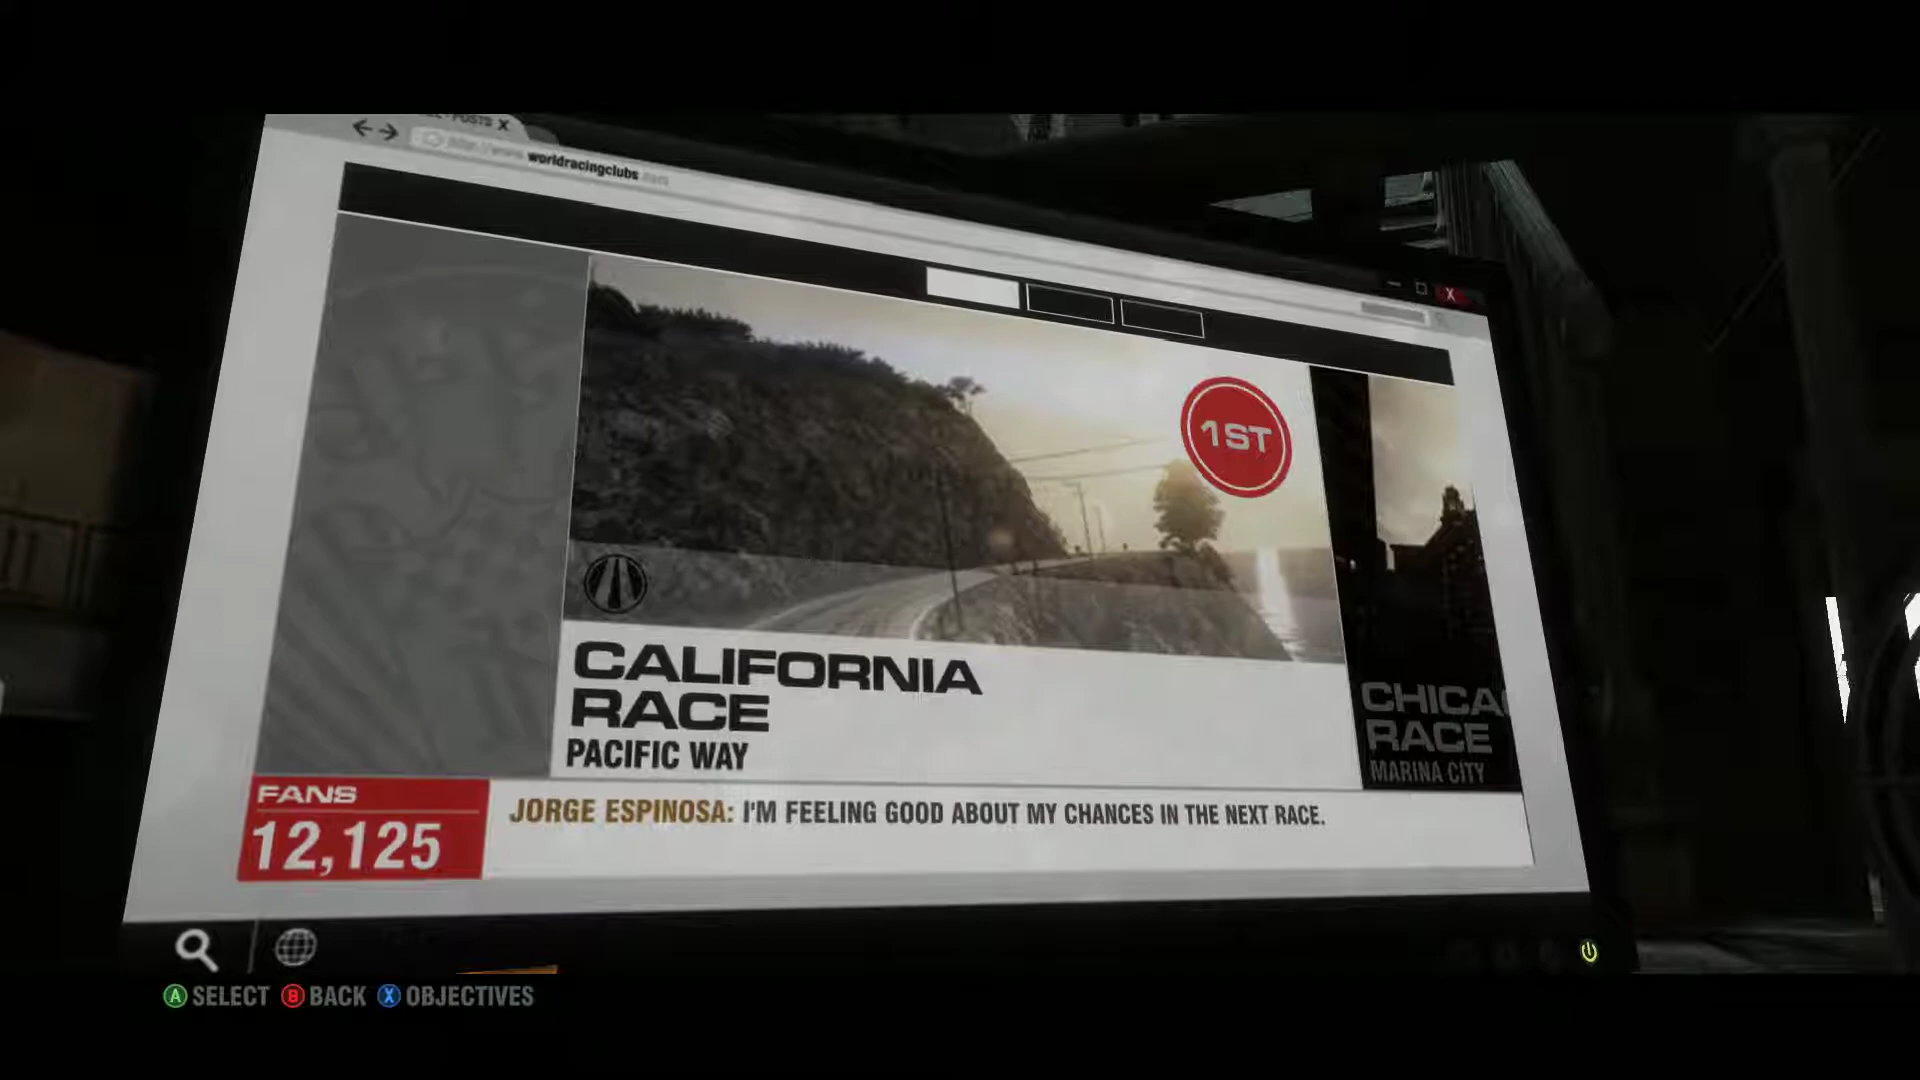 POSTS X
worldracingclubs
X
1ST
CALIFORNIA
RACE
PACIFIC WAY
RACE
MARINA CITY
FANS
12,125
JORGE ESPINOSA: I'M FEELING GOOD ABOUT MY CHANCES IN THE NEXT RACE.
A SELECT B BACK X OBJECTIVES